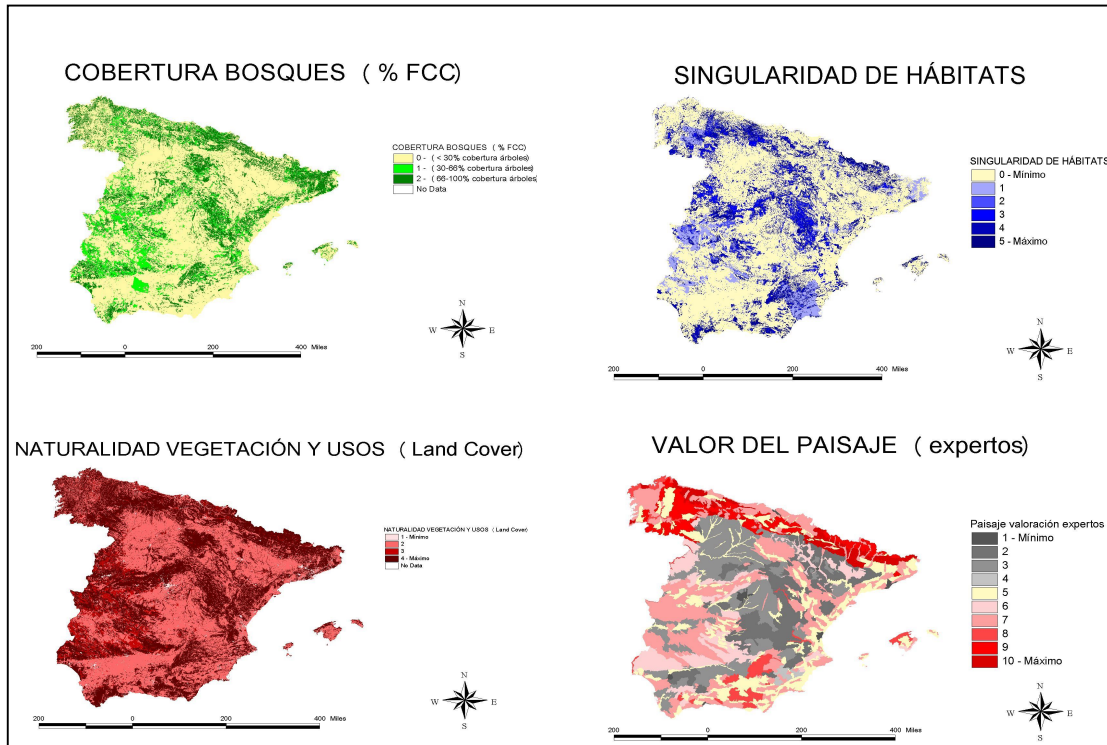 COBERTURA BOSQUES ( % FCC)
COBERTURA BOSQUES ( % FCC)
0 - ( < 30% cobertura árboles)
1 - ( 30-66% cobertura árboles)
2 - ( 66-100% cobertura árboles)
No Data
N
W E
S
200 0 200 400 Miles
SINGULARIDAD DE HÁBITATS
SINGULARIDAD DE HÁBITATS
0 - Mínimo
1
2
3
4
5 - Máximo
N
W E
S
200 0 200 400 Miles
NATURALIDAD VEGETACIÓN Y USOS ( Land Cover)
NATURALIDAD VEGETACIÓN Y USOS ( Land Cover)
1 - Mínimo
2
3
4 - Máximo
No Data
N
W E
S
200 0 200 400 Miles
VALOR DEL PAISAJE ( expertos)
Paisaje valoración expertos
1 - Mínimo
2
3
4
5
6
7
8
9
10 - Máximo
N
W E
S
200 0 200 400 Miles